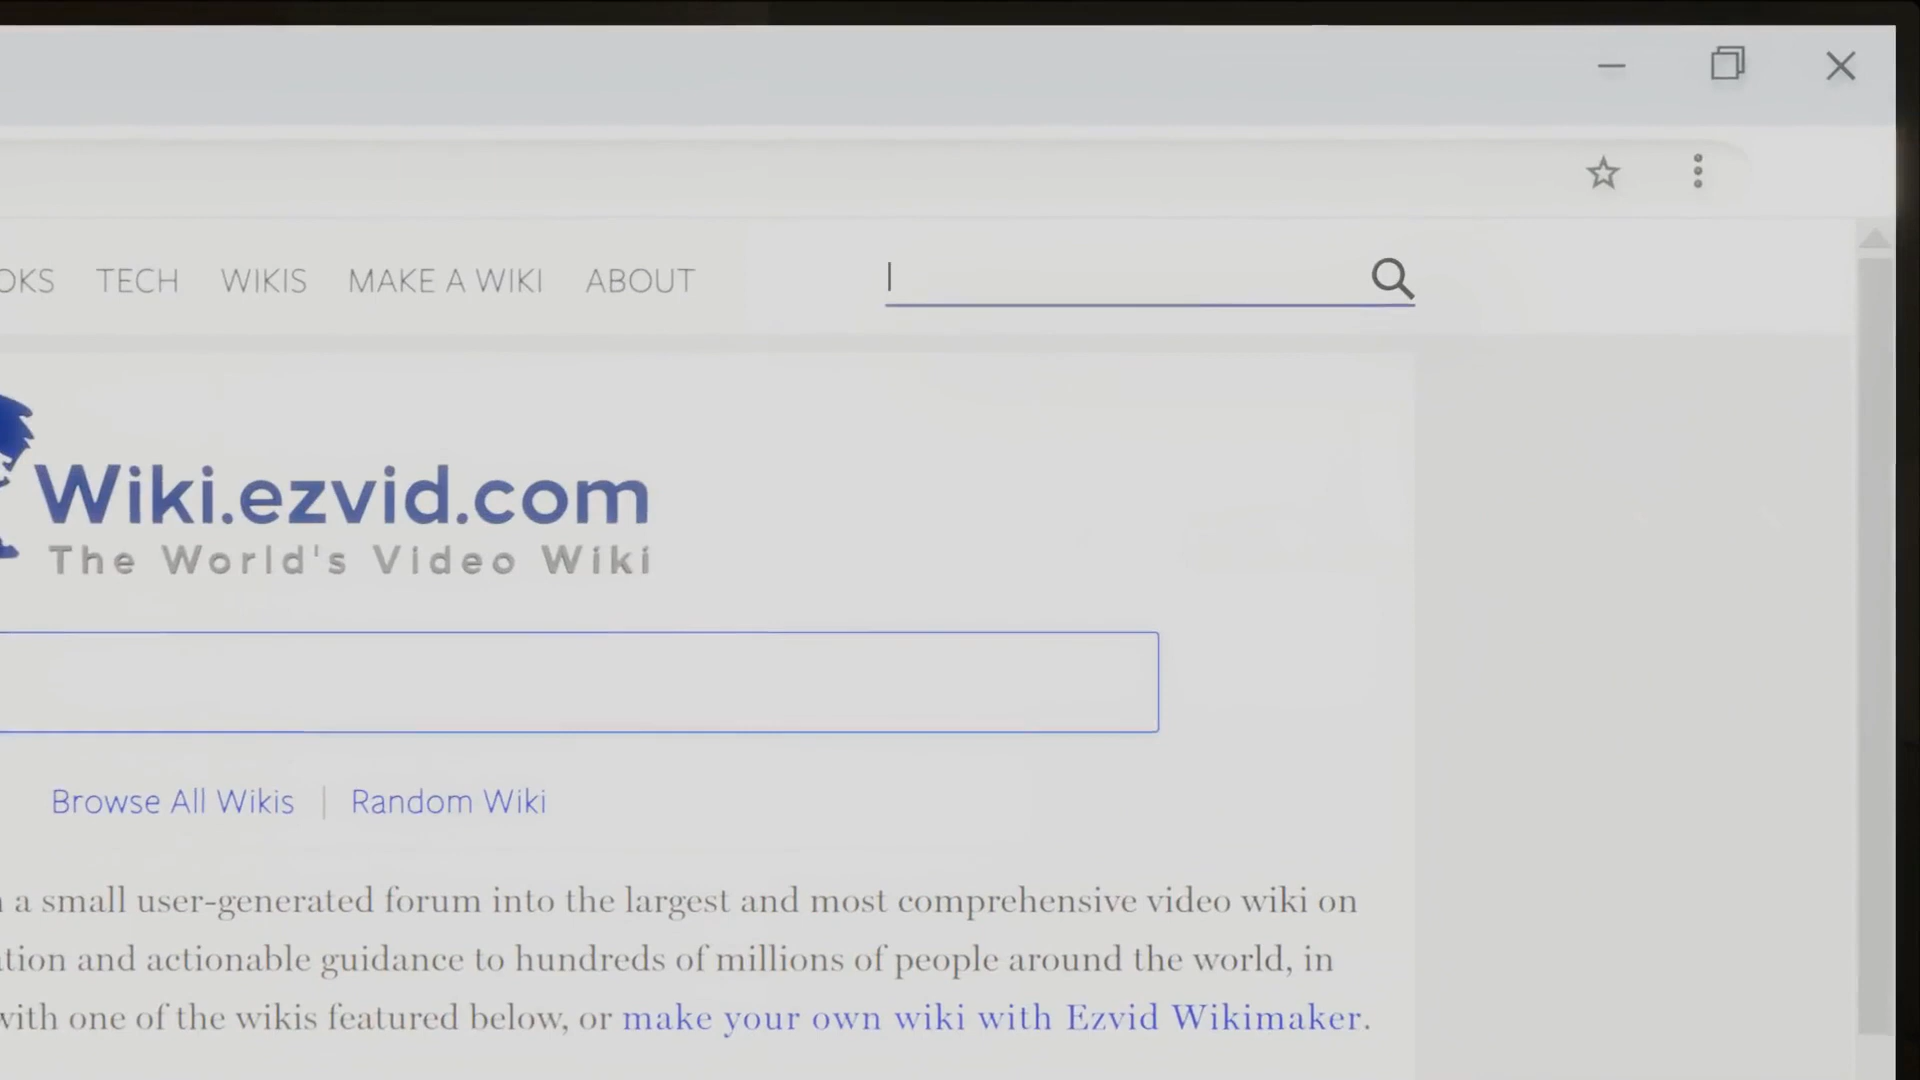 TECH WIKIS MAKE A WIKI ABOUT
Wiki.ezvid.com
The World's Video Wiki
Browse All Wikis | Random Wiki
a small user-generated forum into the largest and most comprehensive video wiki on
and actionable guidance to hundreds of millions of people around the world, in
with one of the wikis featured below, or make your own wiki with Ezvid Wikimaker.